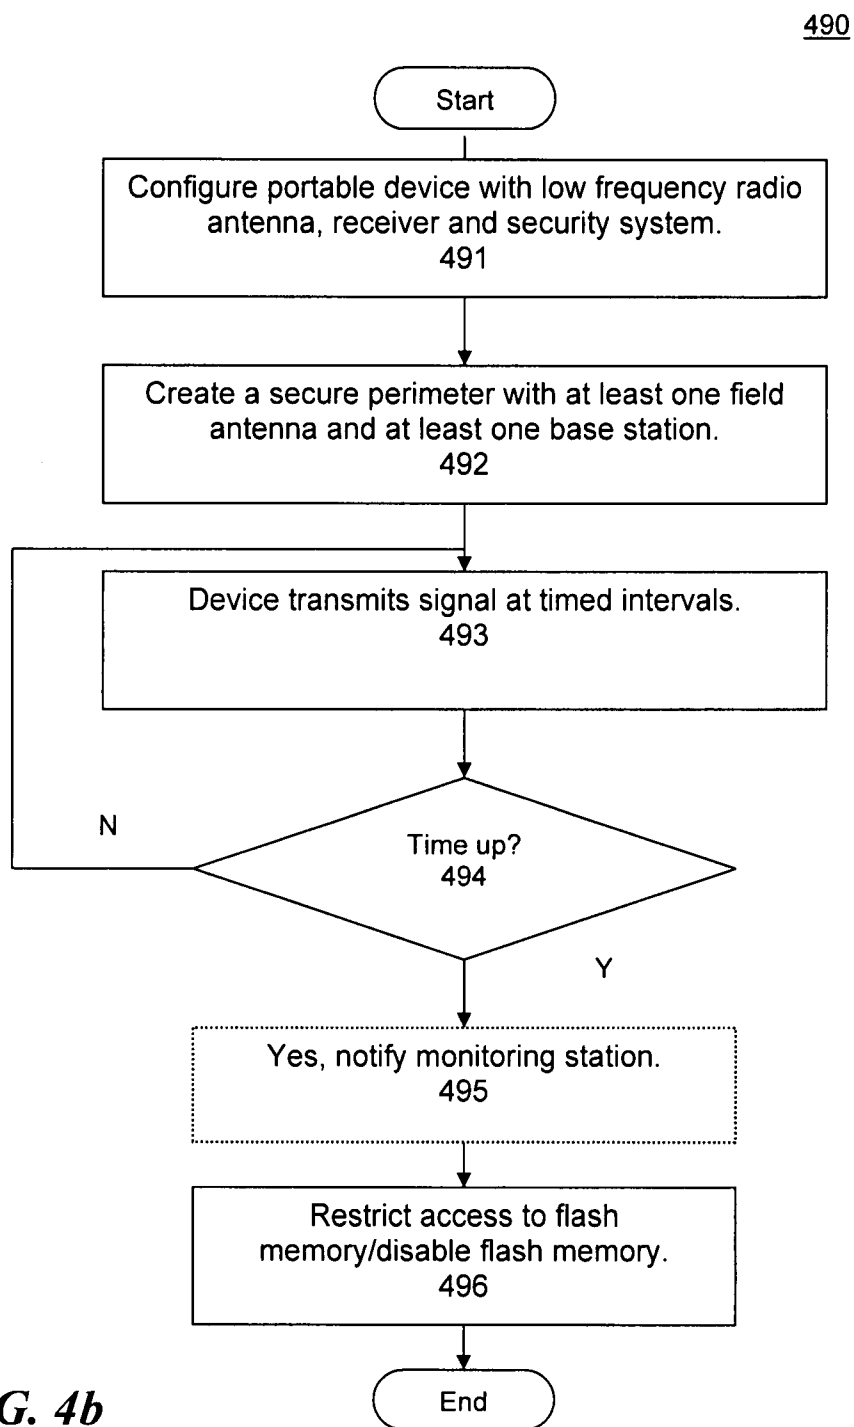 490
Start
Configure portable device with low frequency radio
antenna, receiver and security system.
491
Create a secure perimeter with at least one field
antenna and at least one base station.
492
Device transmits signal at timed intervals.
493
N
Time up?
494
Y
Yes, notify monitoring station.
495
Restrict access to flash
memory/disable flash memory.
496
End
G. 4b